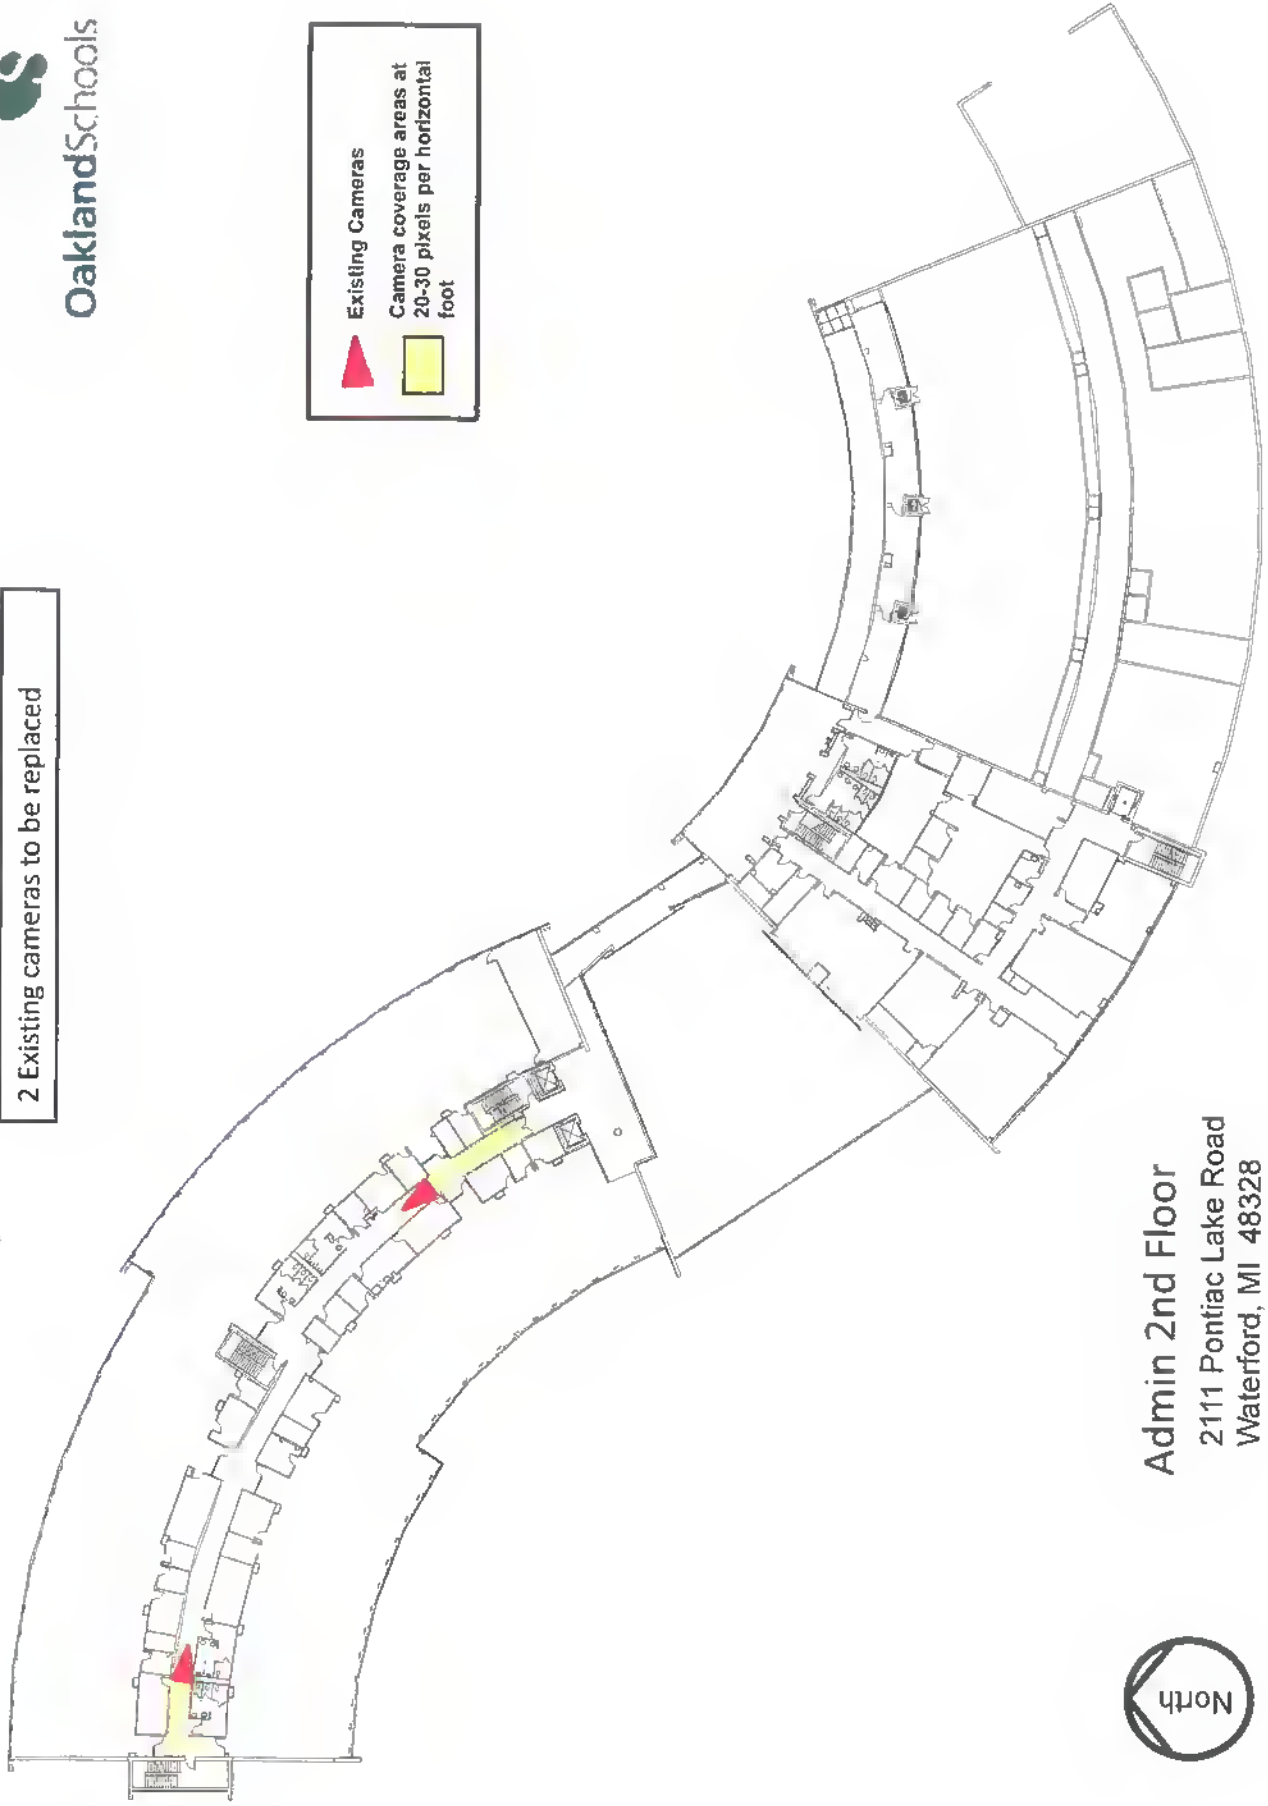 OaklandSchools
2 Existing cameras to be replaced
Existing Cameras
Camera coverage areas at
20-30 pixels per horizontal
foot
Admin 2nd Floor
2111 Pontiac Lake Road
Waterford, MI 48328
North